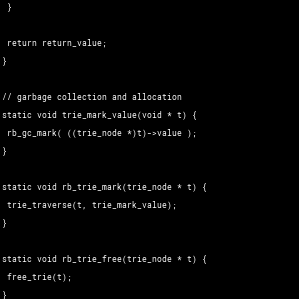 }
return return_value;
}
// garbage collection and allocation
static void trie_mark_value(void * t) {
rb_gc_mark( ((trie_node *)t)->value );
}
static void rb_trie_mark(trie_node * t) {
trie_traverse(t, trie_mark_value);
}
static void rb_trie_free(trie_node * t) {
free_trie(t);
}